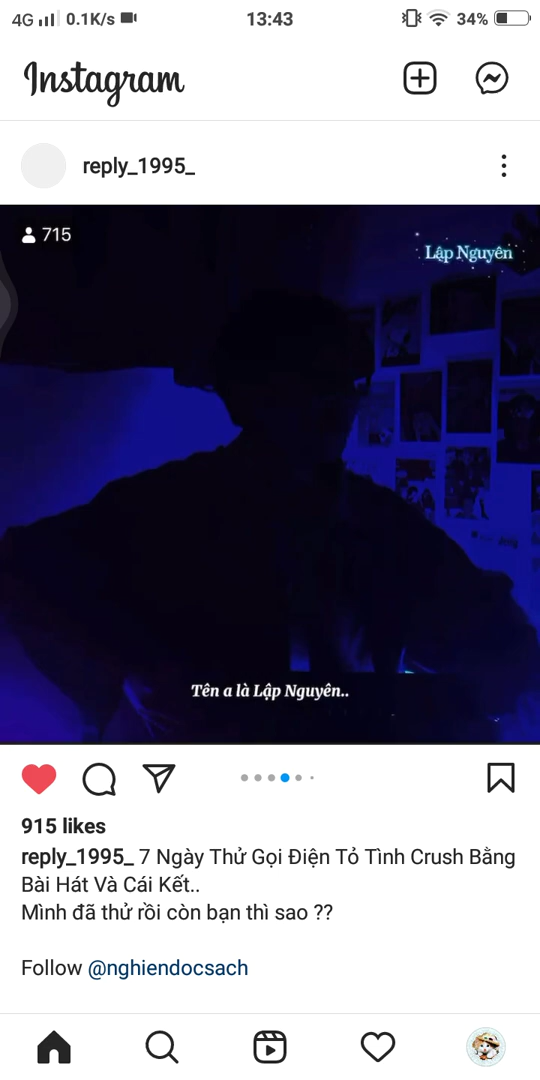 4G 0.1K/s 13:43 34%
Instagram
reply_1995_
715
Lập Nguyên
Tên a là Lập Nguyên..
915 likes
reply_1995_ 7 Ngày Thử Gọi Điện Tỏ Tình Crush Bằng
Bài Hát Và Cái Kết..
Mình đã thử rồi còn bạn thì sao ??
Follow @nghiendocsach